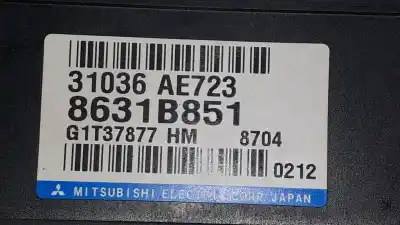 31036 AE723
8631B851
G1T37877 HM 8704
0212
MITSUBISHI ELECTRIC CORP. JAPAN